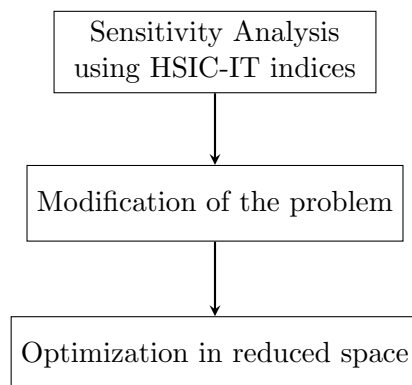 Sensitivity Analysis
using HSIC-IT indices
Modification of the problem
Optimization in reduced space